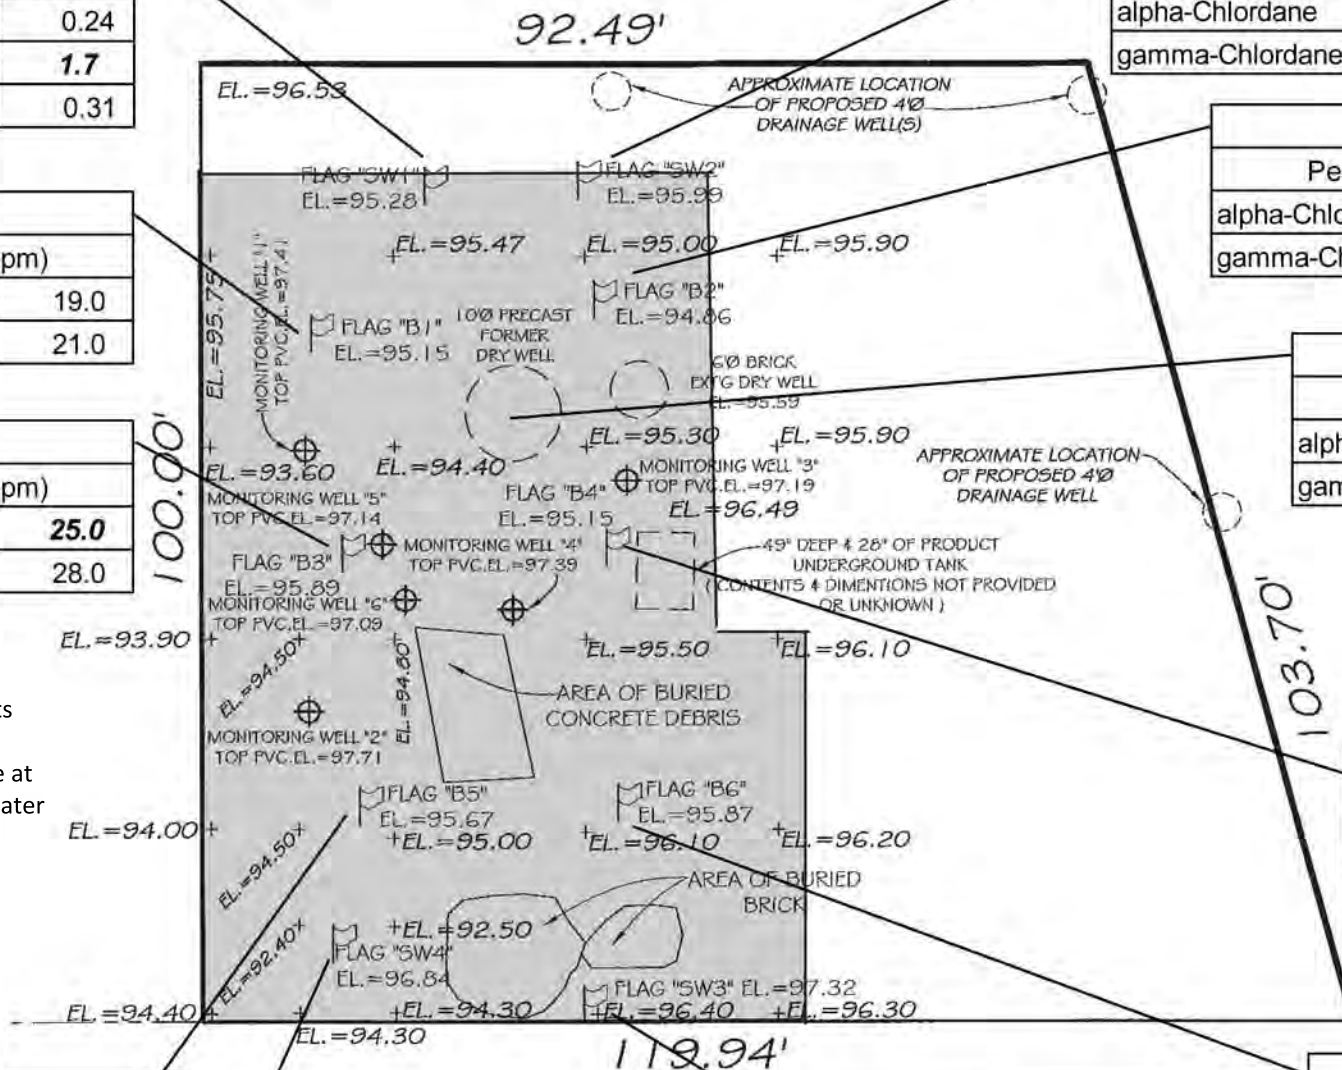 0.24
1.7
0.31
92.49'
alpha-Chlordane
gamma-Chlordane
EL.=96.53
APPROXIMATE LOCATION
OF PROPOSED 4'Ø
DRAINAGE WELL(S)
FLAG "SW1"
EL.=95.28
FLAG "SW2"
EL.=95.99
Pe
alpha-Chlo
gamma-Ch
pm)
19.0
21.0
EL.=95.75
MONITORING WELL "1"
TOP PVC.EL.=97.41
EL.=95.47
EL.=95.00
EL.=95.90
FLAG "B1"
EL.=95.15
10'Ø PRECAST
FORMER
DRY WELL
FLAG "B2"
EL.=94.86
6'Ø BRICK
EXT'G DRY WELL
EL.=95.59
alph
gam
pm)
25.0
28.0
100.00'
EL.=93.60
EL.=94.40
EL.=95.30
EL.=95.90
MONITORING WELL "5"
TOP PVC.EL.=97.14
FLAG "B4"
EL.=95.15
MONITORING WELL "3"
TOP PVC.EL.=97.19
EL.=96.49
APPROXIMATE LOCATION
OF PROPOSED 4'Ø
DRAINAGE WELL
FLAG "B3"
EL.=95.89
MONITORING WELL "4"
TOP PVC.EL.=97.39
49" DEEP & 28" OF PRODUCT
UNDERGROUND TANK
( CONTENTS & DIMENTIONS NOT PROVIDED
OR UNKNOWN )
MONITORING WELL "6"
TOP PVC.EL.=97.09
103.70'
EL.=93.90
EL.=94.50
EL.=94.80
EL.=95.50
EL.=96.10
AREA OF BURIED
CONCRETE DEBRIS
ts
e at
ater
MONITORING WELL "2"
TOP PVC.EL.=97.71
FLAG "B5"
EL.=95.67
FLAG "B6"
EL.=95.87
EL.=94.00
EL.=94.50
EL.=95.00
EL.=96.10
EL.=96.20
AREA OF BURIED
BRICK
EL.=92.40
EL.=92.50
FLAG "SW4"
EL.=96.84
FLAG "SW3" EL.=97.32
EL.=94.40
EL.=94.30
EL.=94.30
EL.=96.40
EL.=96.30
119.94'